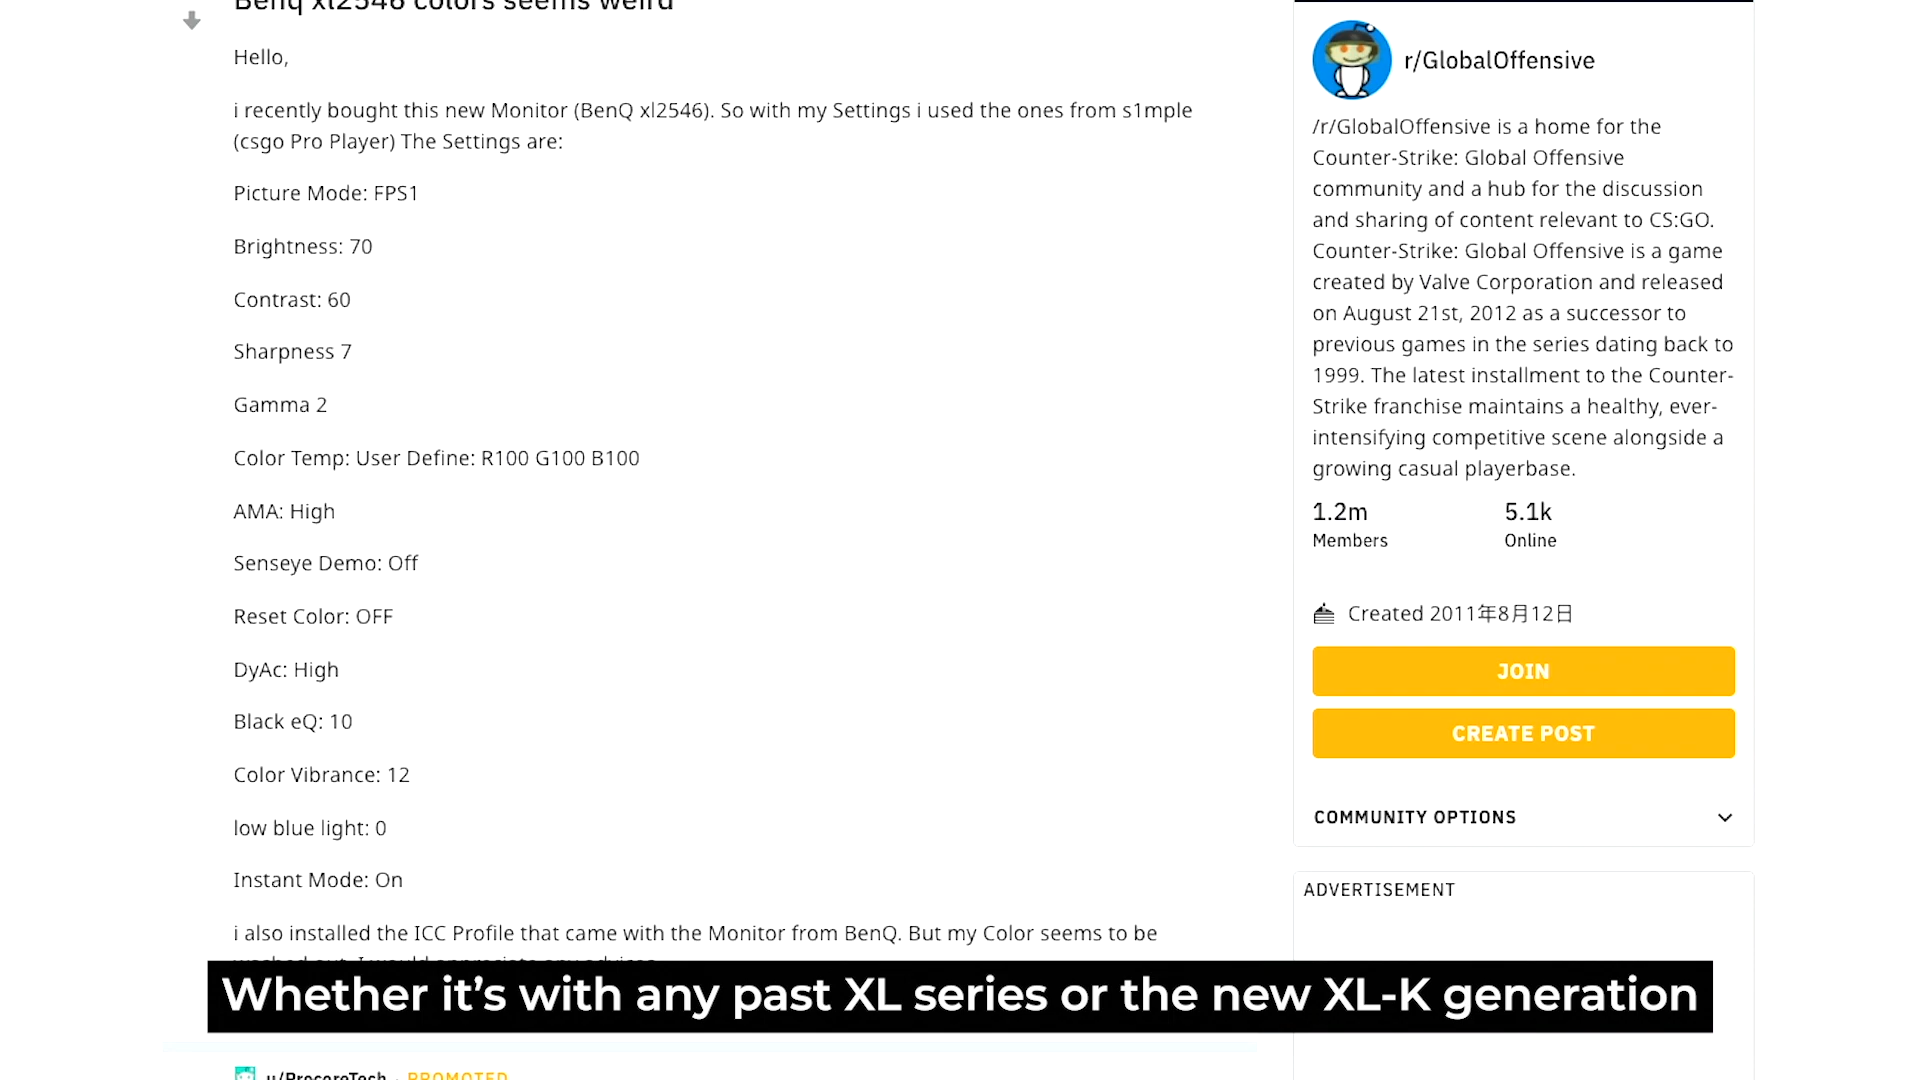 Benq xl2546 colors seems weird
Hello,
i recently bought this new Monitor (BenQ xl2546). So with my Settings i used the ones from s1mple
(csgo Pro Player) The Settings are:
Picture Mode: FPS1
Brightness: 70
Contrast: 60
Sharpness 7
Gamma 2
Color Temp: User Define: R100 G100 B100
AMA: High
Senseye Demo: Off
Reset Color: OFF
DyAc: High
Black eQ: 10
Color Vibrance: 12
low blue light: 0
Instant Mode: On
i also installed the ICC Profile that came with the Monitor from BenQ. But my Color seems to be
Whether it’s with any past XL series or the new XL-K generation
u/ProcoreTech · PROMOTED
r/GlobalOffensive
/r/GlobalOffensive is a home for the
Counter-Strike: Global Offensive
community and a hub for the discussion
and sharing of content relevant to CS:GO.
Counter-Strike: Global Offensive is a game
created by Valve Corporation and released
on August 21st, 2012 as a successor to
previous games in the series dating back to
1999. The latest installment to the Counter-
Strike franchise maintains a healthy, ever-
intensifying competitive scene alongside a
growing casual playerbase.
1.2m 5.1k
Members Online
Created 2011年8月12日
JOIN
CREATE POST
COMMUNITY OPTIONS
ADVERTISEMENT